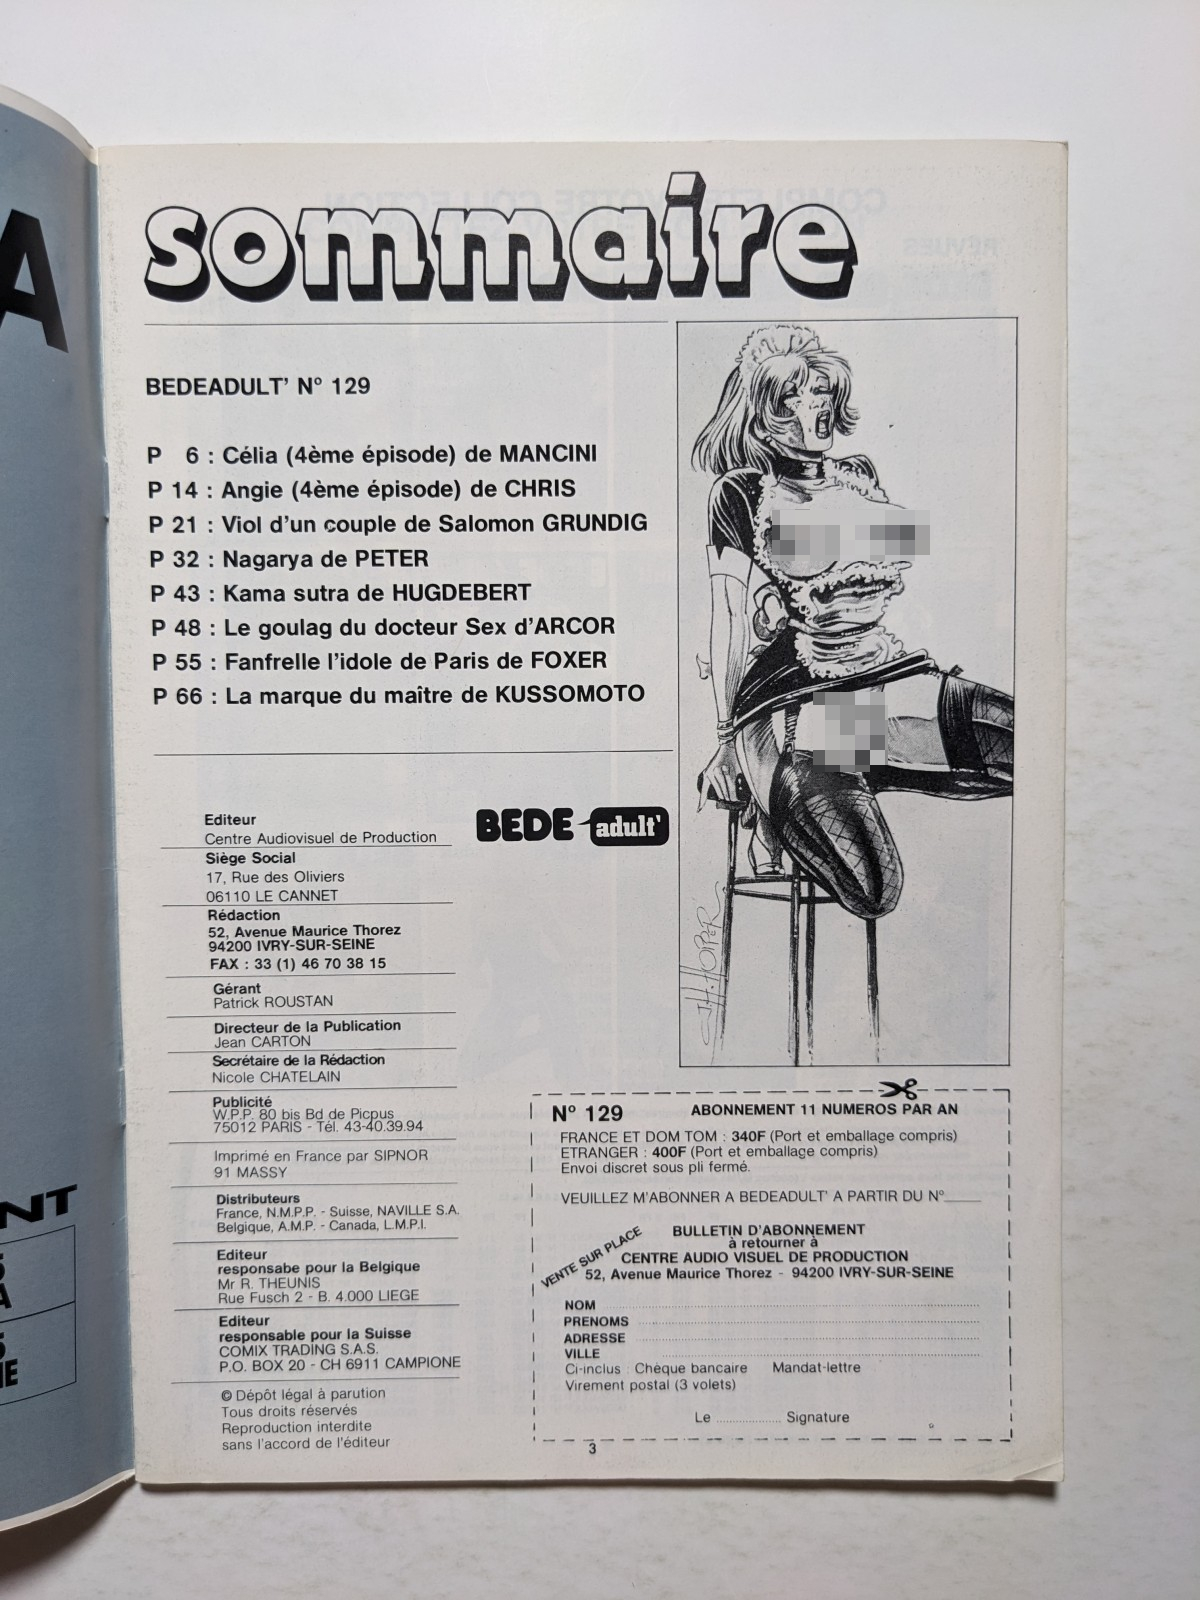 sommaire
BEDEADULT' N° 129
P 6 : Célia (4ème épisode) de MANCINI
P 14 : Angie (4ème épisode) de CHRIS
P 21 : Viol d'un couple de Salomon GRUNDIG
P 32 : Nagarya de PETER
P 43 : Kama sutra de HUGDEBERT
P 48 : Le goulag du docteur Sex d'ARCOR
P 55 : Fanfrelle l'idole de Paris de FOXER
P 66 : La marque du maître de KUSSOMOTO
BEDE adult'
Editeur
Centre Audiovisuel de Production
Siège Social
17, Rue des Oliviers
06110 LE CANNET
Rédaction
52, Avenue Maurice Thorez
94200 IVRY-SUR-SEINE
FAX : 33 (1) 46 70 38 15
Gérant
Patrick ROUSTAN
Directeur de la Publication
Jean CARTON
Secrétaire de la Rédaction
Nicole CHATELAIN
Publicité
W.P.P. 80 bis Bd de Picpus
75012 PARIS - Tél. 43-40.39.94
Imprimé en France par SIPNOR
91 MASSY
Distributeurs
France, N.M.P.P. - Suisse, NAVILLE S.A.
Belgique, A.M.P. - Canada, L.M.P.I.
Editeur
responsabe pour la Belgique
Mr R. THEUNIS
Rue Fusch 2 - B. 4.000 LIEGE
Editeur
responsable pour la Suisse
COMIX TRADING S.A.S.
P.O. BOX 20 - CH 6911 CAMPIONE
© Dépôt légal à parution
Tous droits réservés
Reproduction interdite
sans l'accord de l'éditeur
N° 129 ABONNEMENT 11 NUMEROS PAR AN
FRANCE ET DOM TOM : 340F (Port et emballage compris)
ETRANGER : 400F (Port et emballage compris)
Envoi discret sous pli fermé.
VEUILLEZ M'ABONNER A BEDEADULT' A PARTIR DU N°
VENTE SUR PLACE
BULLETIN D'ABONNEMENT
à retourner à
CENTRE AUDIO VISUEL DE PRODUCTION
52, Avenue Maurice Thorez - 94200 IVRY-SUR-SEINE
NOM
PRENOMS
ADRESSE
VILLE
Ci-inclus Chèque bancaire Mandat-lettre
Virement postal (3 volets)
Le .................... Signature
3
A
NT